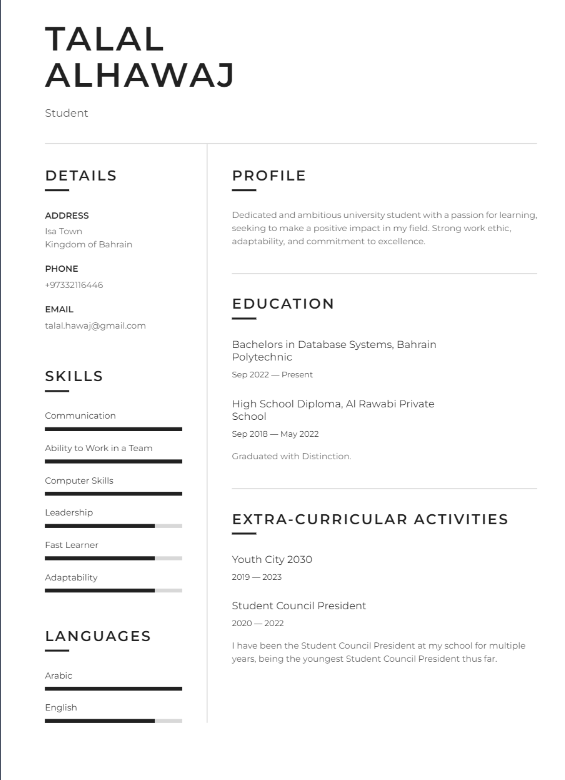 TALAL
ALHAWAJ
Student
DETAILS
ADDRESS
Isa Town
Kingdom of Bahrain
PHONE
+97332116446
EMAIL
talal.hawaj@gmail.com
SKILLS
Communication
Ability to Work in a Team
Computer Skills
Leadership
Fast Learner
Adaptability
LANGUAGES
Arabic
English
PROFILE
Dedicated and ambitious university student with a passion for learning,
seeking to make a positive impact in my field. Strong work ethic,
adaptability, and commitment to excellence.
EDUCATION
Bachelors in Database Systems, Bahrain
Polytechnic
Sep 2022 — Present
High School Diploma, Al Rawabi Private
School
Sep 2018 — May 2022
Graduated with Distinction.
EXTRA-CURRICULAR ACTIVITIES
Youth City 2030
2019 — 2023
Student Council President
2020 — 2022
I have been the Student Council President at my school for multiple
years, being the youngest Student Council President thus far.